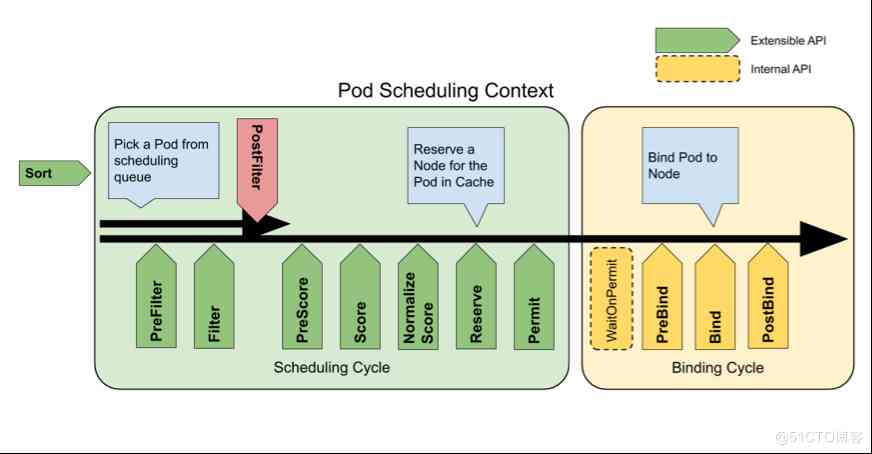 Extensible API
Internal API
Pod Scheduling Context
Sort
Pick a Pod from
scheduling
queue
PostFilter
Reserve a
Node for the
Pod in Cache
Bind Pod to
Node
PreFilter
Filter
PreScore
Score
Normalize
Score
Reserve
Permit
WaitOnPermit
PreBind
Bind
PostBind
Scheduling Cycle
Binding Cycle
@51CTO博客